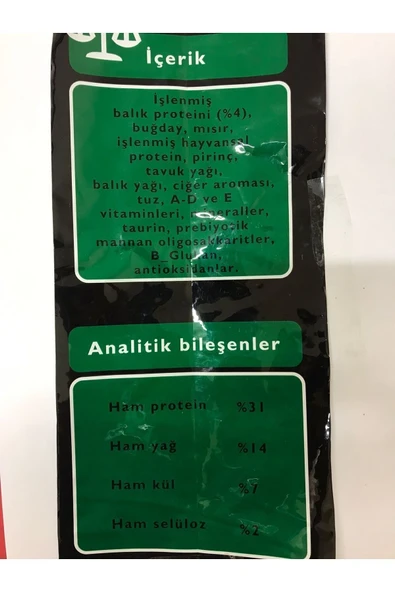 İçerik
İşlenmiş
balık proteini (%4),
buğday, mısır,
işlenmiş hayvansal
protein, pirinç,
tavuk yağı,
balık yağı, ciğer aroması,
tuz, A-D ve E
vitaminleri, mineraller,
taurin, prebiyotik
mannan oligosakkaritler,
B_Glukan,
antioksidanlar.
Analitik bileşenler
Ham protein %31
Ham yağ %14
Ham kül %7
Ham selüloz %2